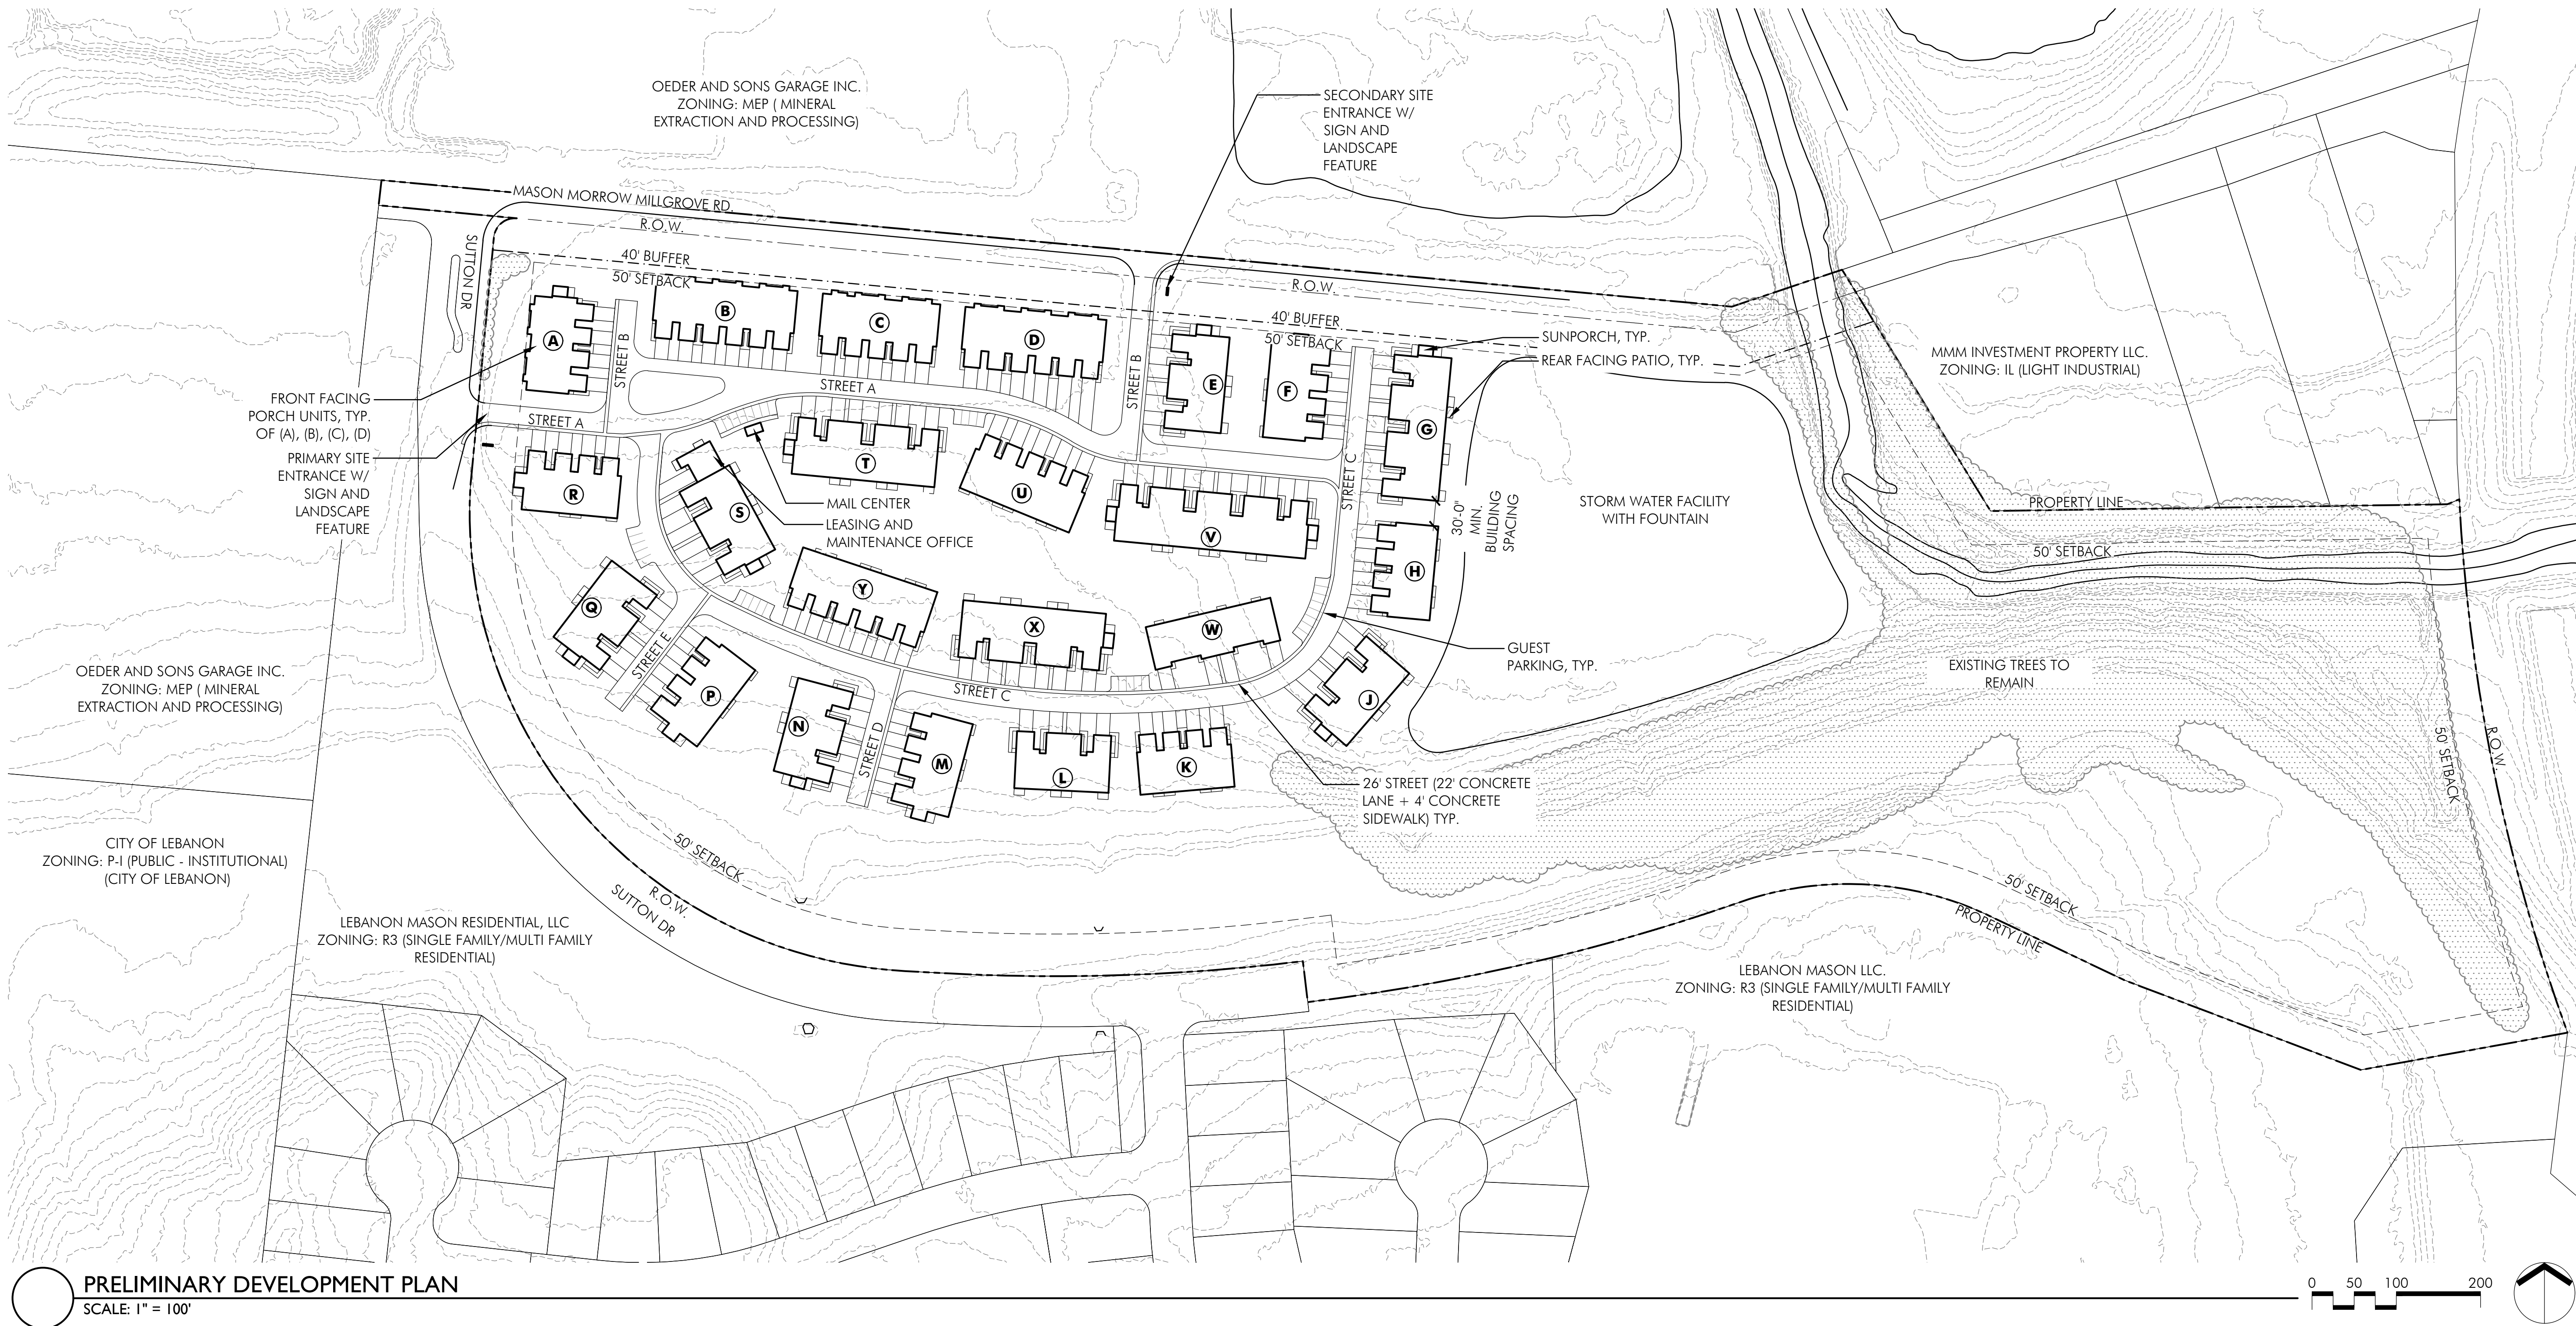 OEDER AND SONS GARAGE INC.
ZONING: MEP ( MINERAL
EXTRACTION AND PROCESSING)
SECONDARY SITE
ENTRANCE W/
SIGN AND
LANDSCAPE
FEATURE
MASON MORROW MILLGROVE RD.
R.O.W.
SUTTON DR
40' BUFFER
50' SETBACK
R.O.W.
40' BUFFER
50' SETBACK
SUNPORCH, TYP.
REAR FACING PATIO, TYP.
MMM INVESTMENT PROPERTY LLC.
ZONING: IL (LIGHT INDUSTRIAL)
A
B
C
D
E
F
G
STREET B
STREET A
STREET B
FRONT FACING
PORCH UNITS, TYP.
OF (A), (B), (C), (D)
STREET A
PRIMARY SITE
ENTRANCE W/
SIGN AND
LANDSCAPE
FEATURE
R
S
T
U
V
H
STREET C
MAIL CENTER
LEASING AND
MAINTENANCE OFFICE
30'-0"
MIN.
BUILDING
SPACING
STORM WATER FACILITY
WITH FOUNTAIN
PROPERTY LINE
50' SETBACK
Q
Y
X
W
STREET E
P
N
STREET C
STREET D
M
L
K
J
GUEST
PARKING, TYP.
EXISTING TREES TO
REMAIN
50' SETBACK
R.O.W.
OEDER AND SONS GARAGE INC.
ZONING: MEP ( MINERAL
EXTRACTION AND PROCESSING)
26' STREET (22' CONCRETE
LANE + 4' CONCRETE
SIDEWALK) TYP.
CITY OF LEBANON
ZONING: P-I (PUBLIC - INSTITUTIONAL)
(CITY OF LEBANON)
50' SETBACK
R.O.W.
SUTTON DR
50' SETBACK
PROPERTY LINE
LEBANON MASON RESIDENTIAL, LLC
ZONING: R3 (SINGLE FAMILY/MULTI FAMILY
RESIDENTIAL)
LEBANON MASON LLC.
ZONING: R3 (SINGLE FAMILY/MULTI FAMILY
RESIDENTIAL)
PRELIMINARY DEVELOPMENT PLAN
SCALE: 1" = 100'
0 50 100 200